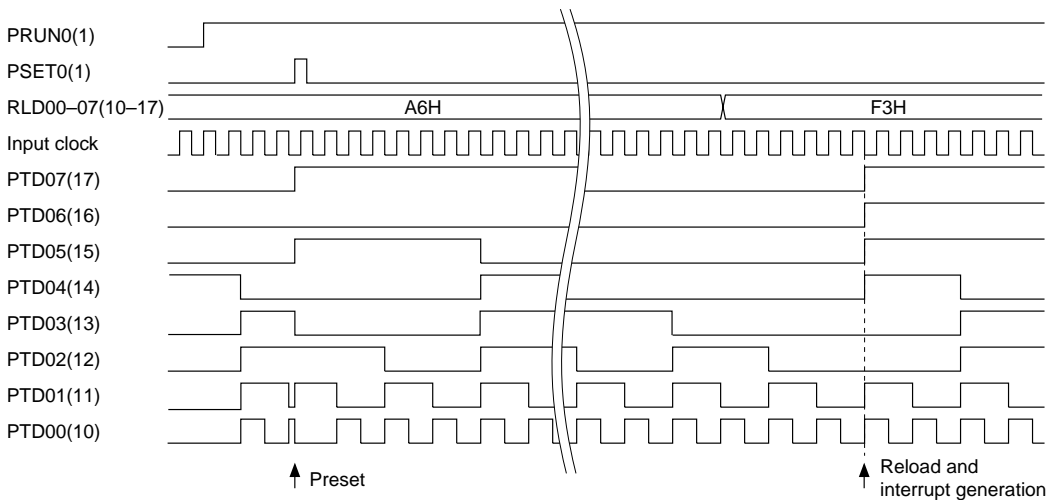 PRUN0(1)
PSET0(1)
RLD00–07(10–17)
A6H
F3H
Input clock
PTD07(17)
PTD06(16)
PTD05(15)
PTD04(14)
PTD03(13)
PTD02(12)
PTD01(11)
PTD00(10)
Preset
Reload and
interrupt generation